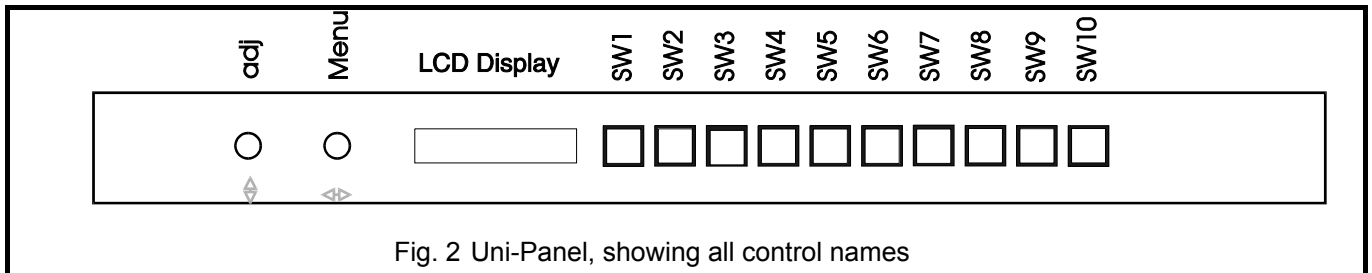 adj
Menu
LCD Display
SW1
SW2
SW3
SW4
SW5
SW6
SW7
SW8
SW9
SW10
Fig. 2 Uni-Panel, showing all control names